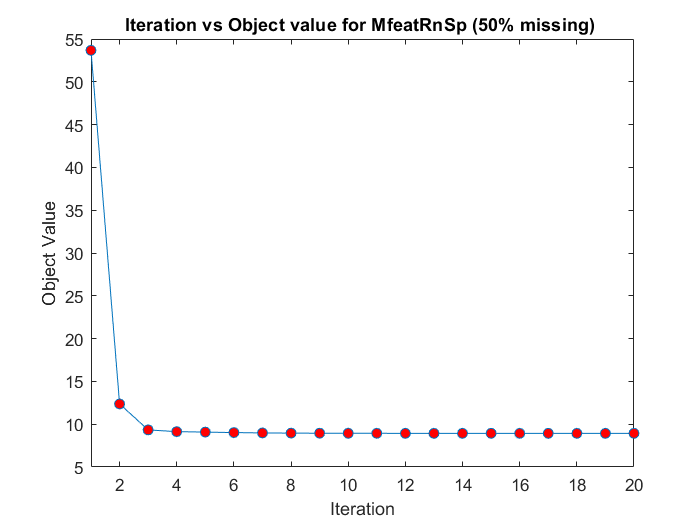 Iteration vs Object value for MfeatRnSp (50% missing)
55
50
45
40
35
30
25
20
15
10
5
Object Value
2 4 6 8 10 12 14 16 18 20
Iteration